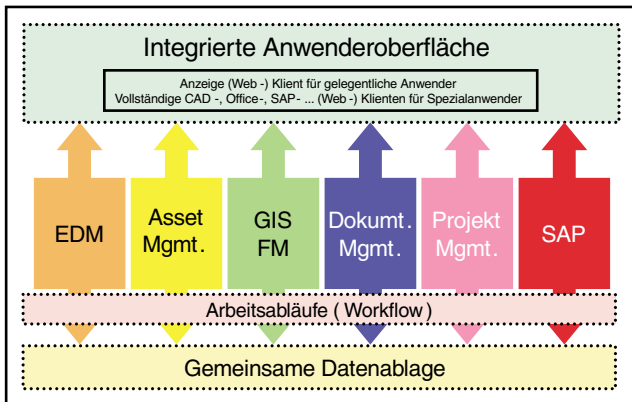 Integrierte Anwenderoberfläche
Anzeige (Web -) Klient für gelegentliche Anwender
Vollständige CAD -, Office -, SAP - ... (Web -) Klienten für Spezialanwender
EDM
Asset
Mgmt.
GIS
FM
Dokumt.
Mgmt.
Projekt
Mgmt.
SAP
Arbeitsabläufe ( Workflow )
Gemeinsame Datenablage